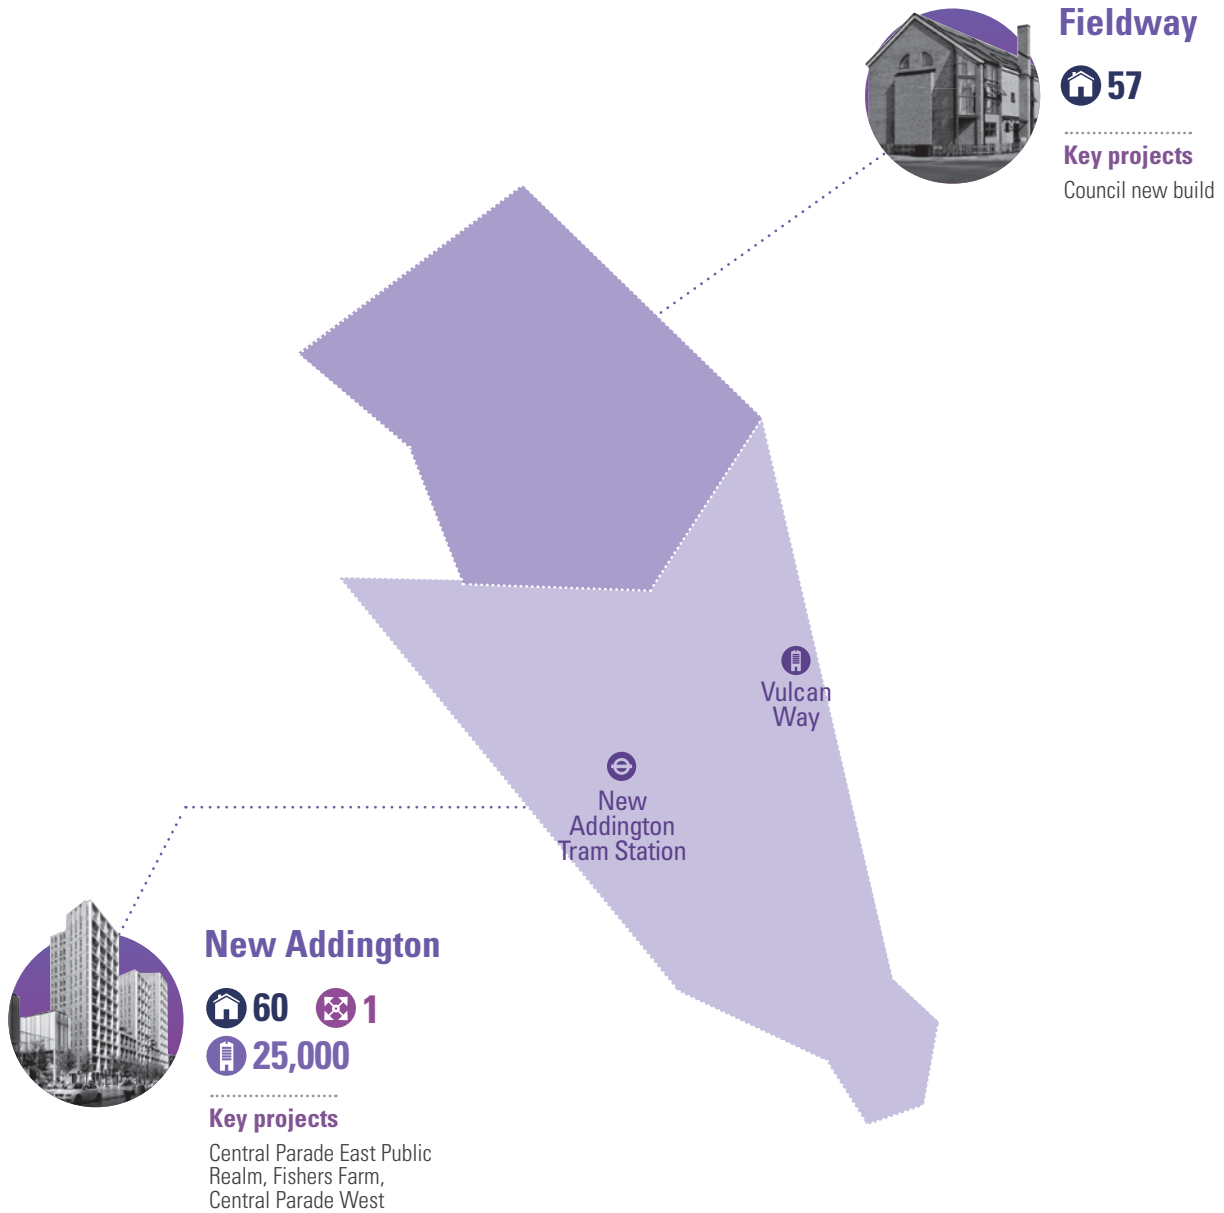 Fieldway
57
Key projects
Council new build
Vulcan
Way
New
Addington
Tram Station
New Addington
60 1
25,000
Key projects
Central Parade East Public
Realm, Fishers Farm,
Central Parade West